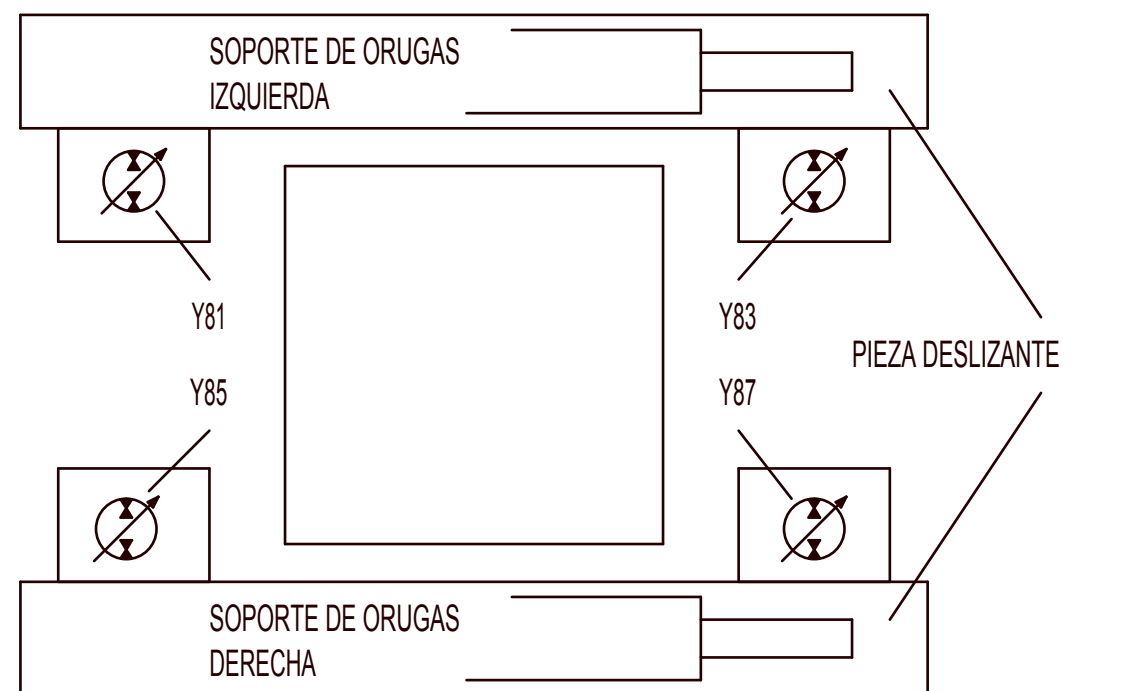 SOPORTE DE ORUGAS
IZQUIERDA
Y81
Y83
PIEZA DESLIZANTE
Y85
Y87
SOPORTE DE ORUGAS
DERECHA